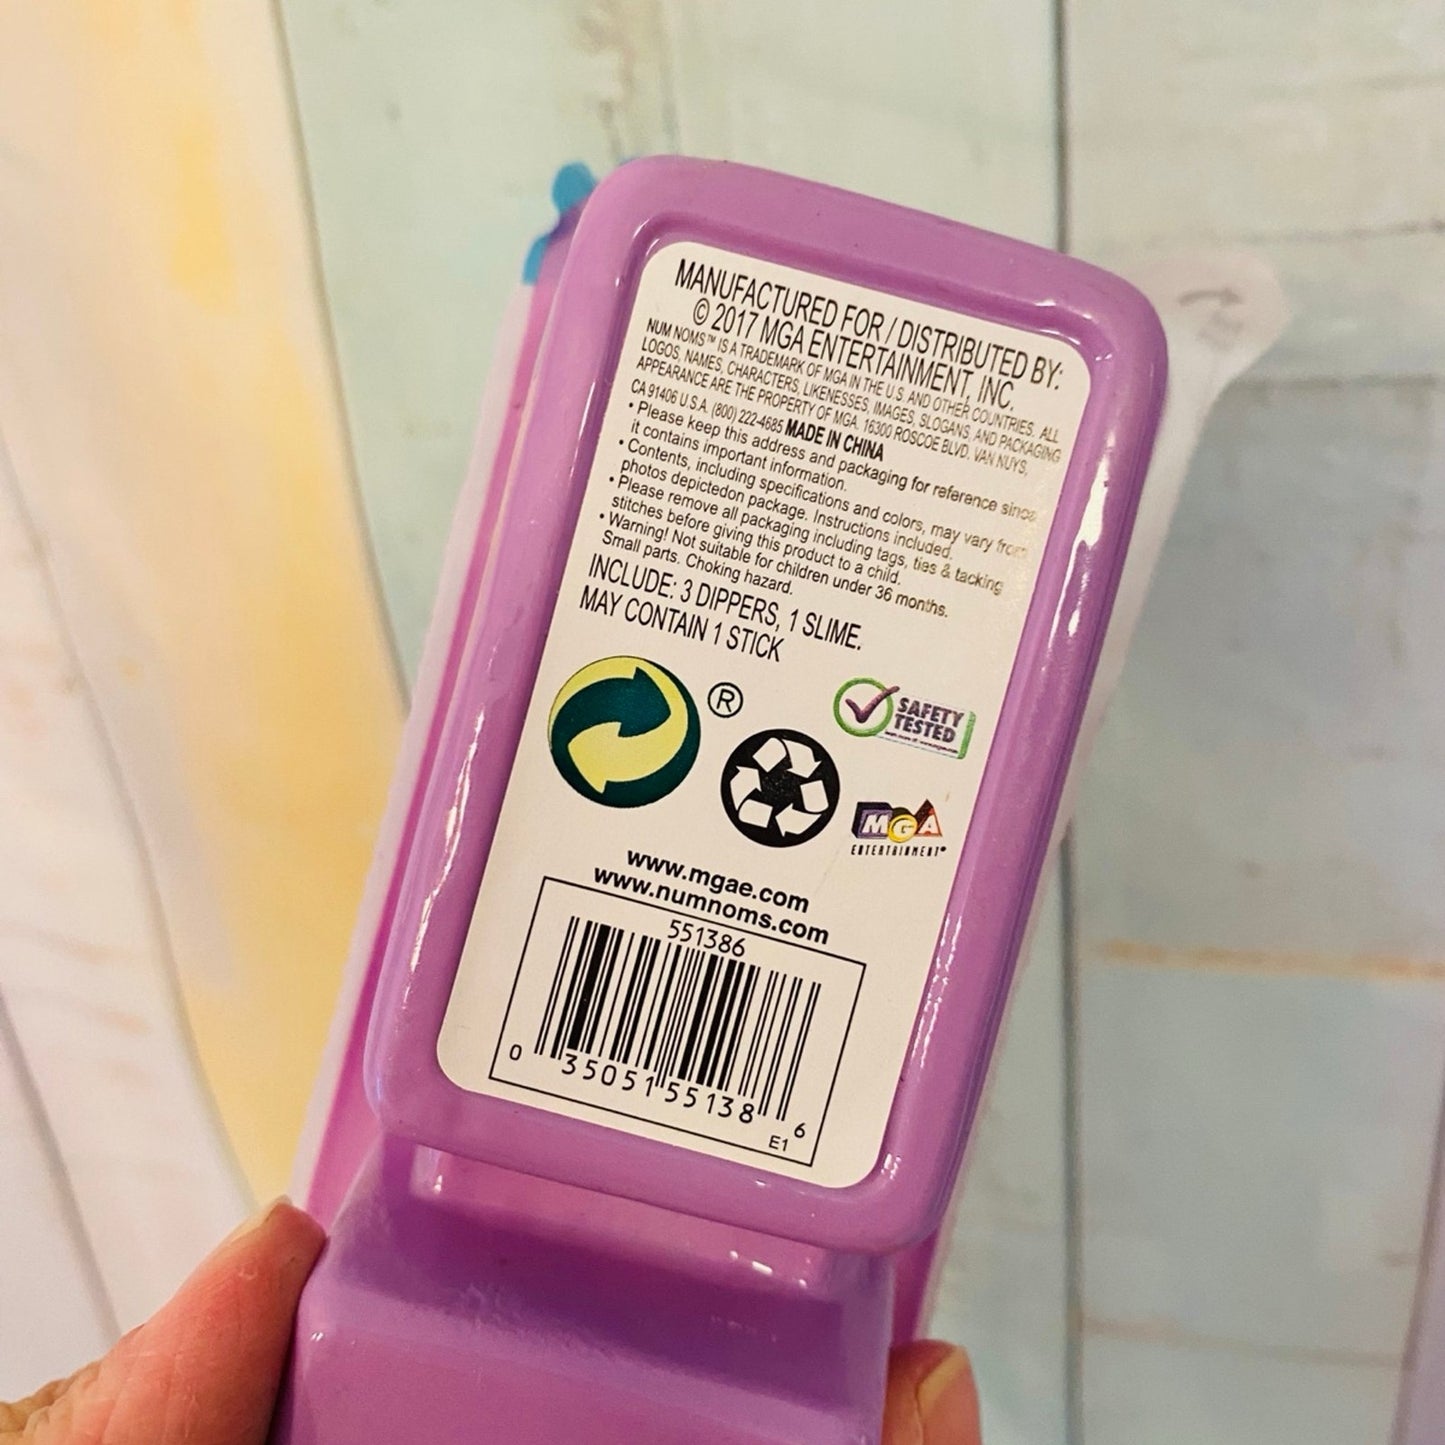 MANUFACTURED FOR / DISTRIBUTED BY:
© 2017 MGA ENTERTAINMENT, INC.
NUM NOMS™ IS A TRADEMARK OF MGA IN THE U.S. AND OTHER COUNTRIES. ALL
LOGOS, NAMES, CHARACTERS, LIKENESSES, IMAGES, SLOGANS, AND PACKAGING
APPEARANCE ARE THE PROPERTY OF MGA. 16300 ROSCOE BLVD. VAN NUYS,
CA 91406 U.S.A. (800) 222-4685 MADE IN CHINA
• Please keep this address and packaging for reference since
it contains important information.
• Contents, including specifications and colors, may vary from
photos depictedon package. Instructions included.
• Please remove all packaging including tags, ties & tacking
stitches before giving this product to a child.
• Warning! Not suitable for children under 36 months.
Small parts. Choking hazard.
INCLUDE: 3 DIPPERS, 1 SLIME.
MAY CONTAIN 1 STICK
®
SAFETY
TESTED
MGA
ENTERTAINMENT®
www.mgae.com
www.numnoms.com
551386
0 35051 55138 6
E1